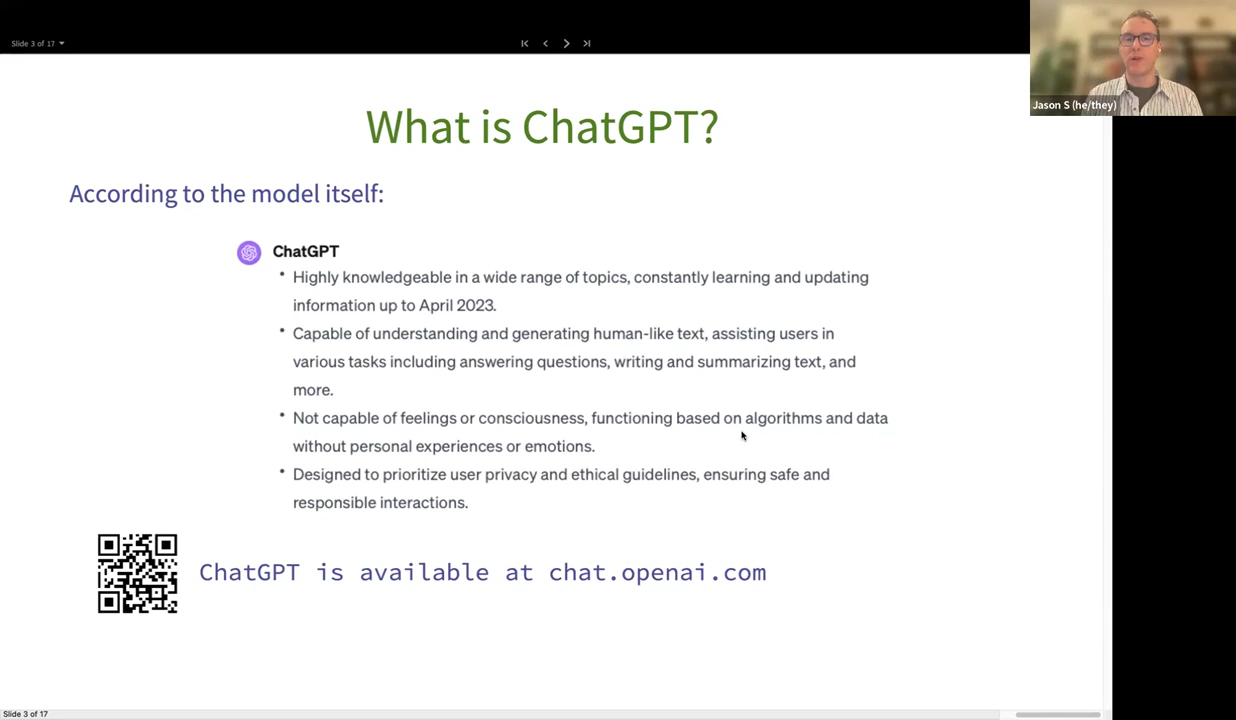 Slide 3 of 17
Jason S (he/they)
What is ChatGPT?
According to the model itself:
ChatGPT
• Highly knowledgeable in a wide range of topics, constantly learning and updating
information up to April 2023.
• Capable of understanding and generating human-like text, assisting users in
various tasks including answering questions, writing and summarizing text, and
more.
• Not capable of feelings or consciousness, functioning based on algorithms and data
without personal experiences or emotions.
• Designed to prioritize user privacy and ethical guidelines, ensuring safe and
responsible interactions.
ChatGPT is available at chat.openai.com
Slide 3 of 17